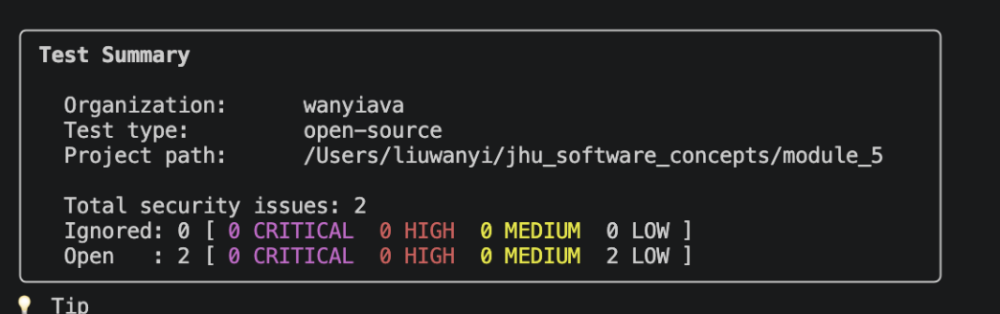 Test Summary
Organization: wanyiava
Test type: open-source
Project path: /Users/liuwanyi/jhu_software_concepts/module_5
Total security issues: 2
Ignored: 0 [ 0 CRITICAL 0 HIGH 0 MEDIUM 0 LOW ]
Open : 2 [ 0 CRITICAL 0 HIGH 0 MEDIUM 2 LOW ]
💡 Tip